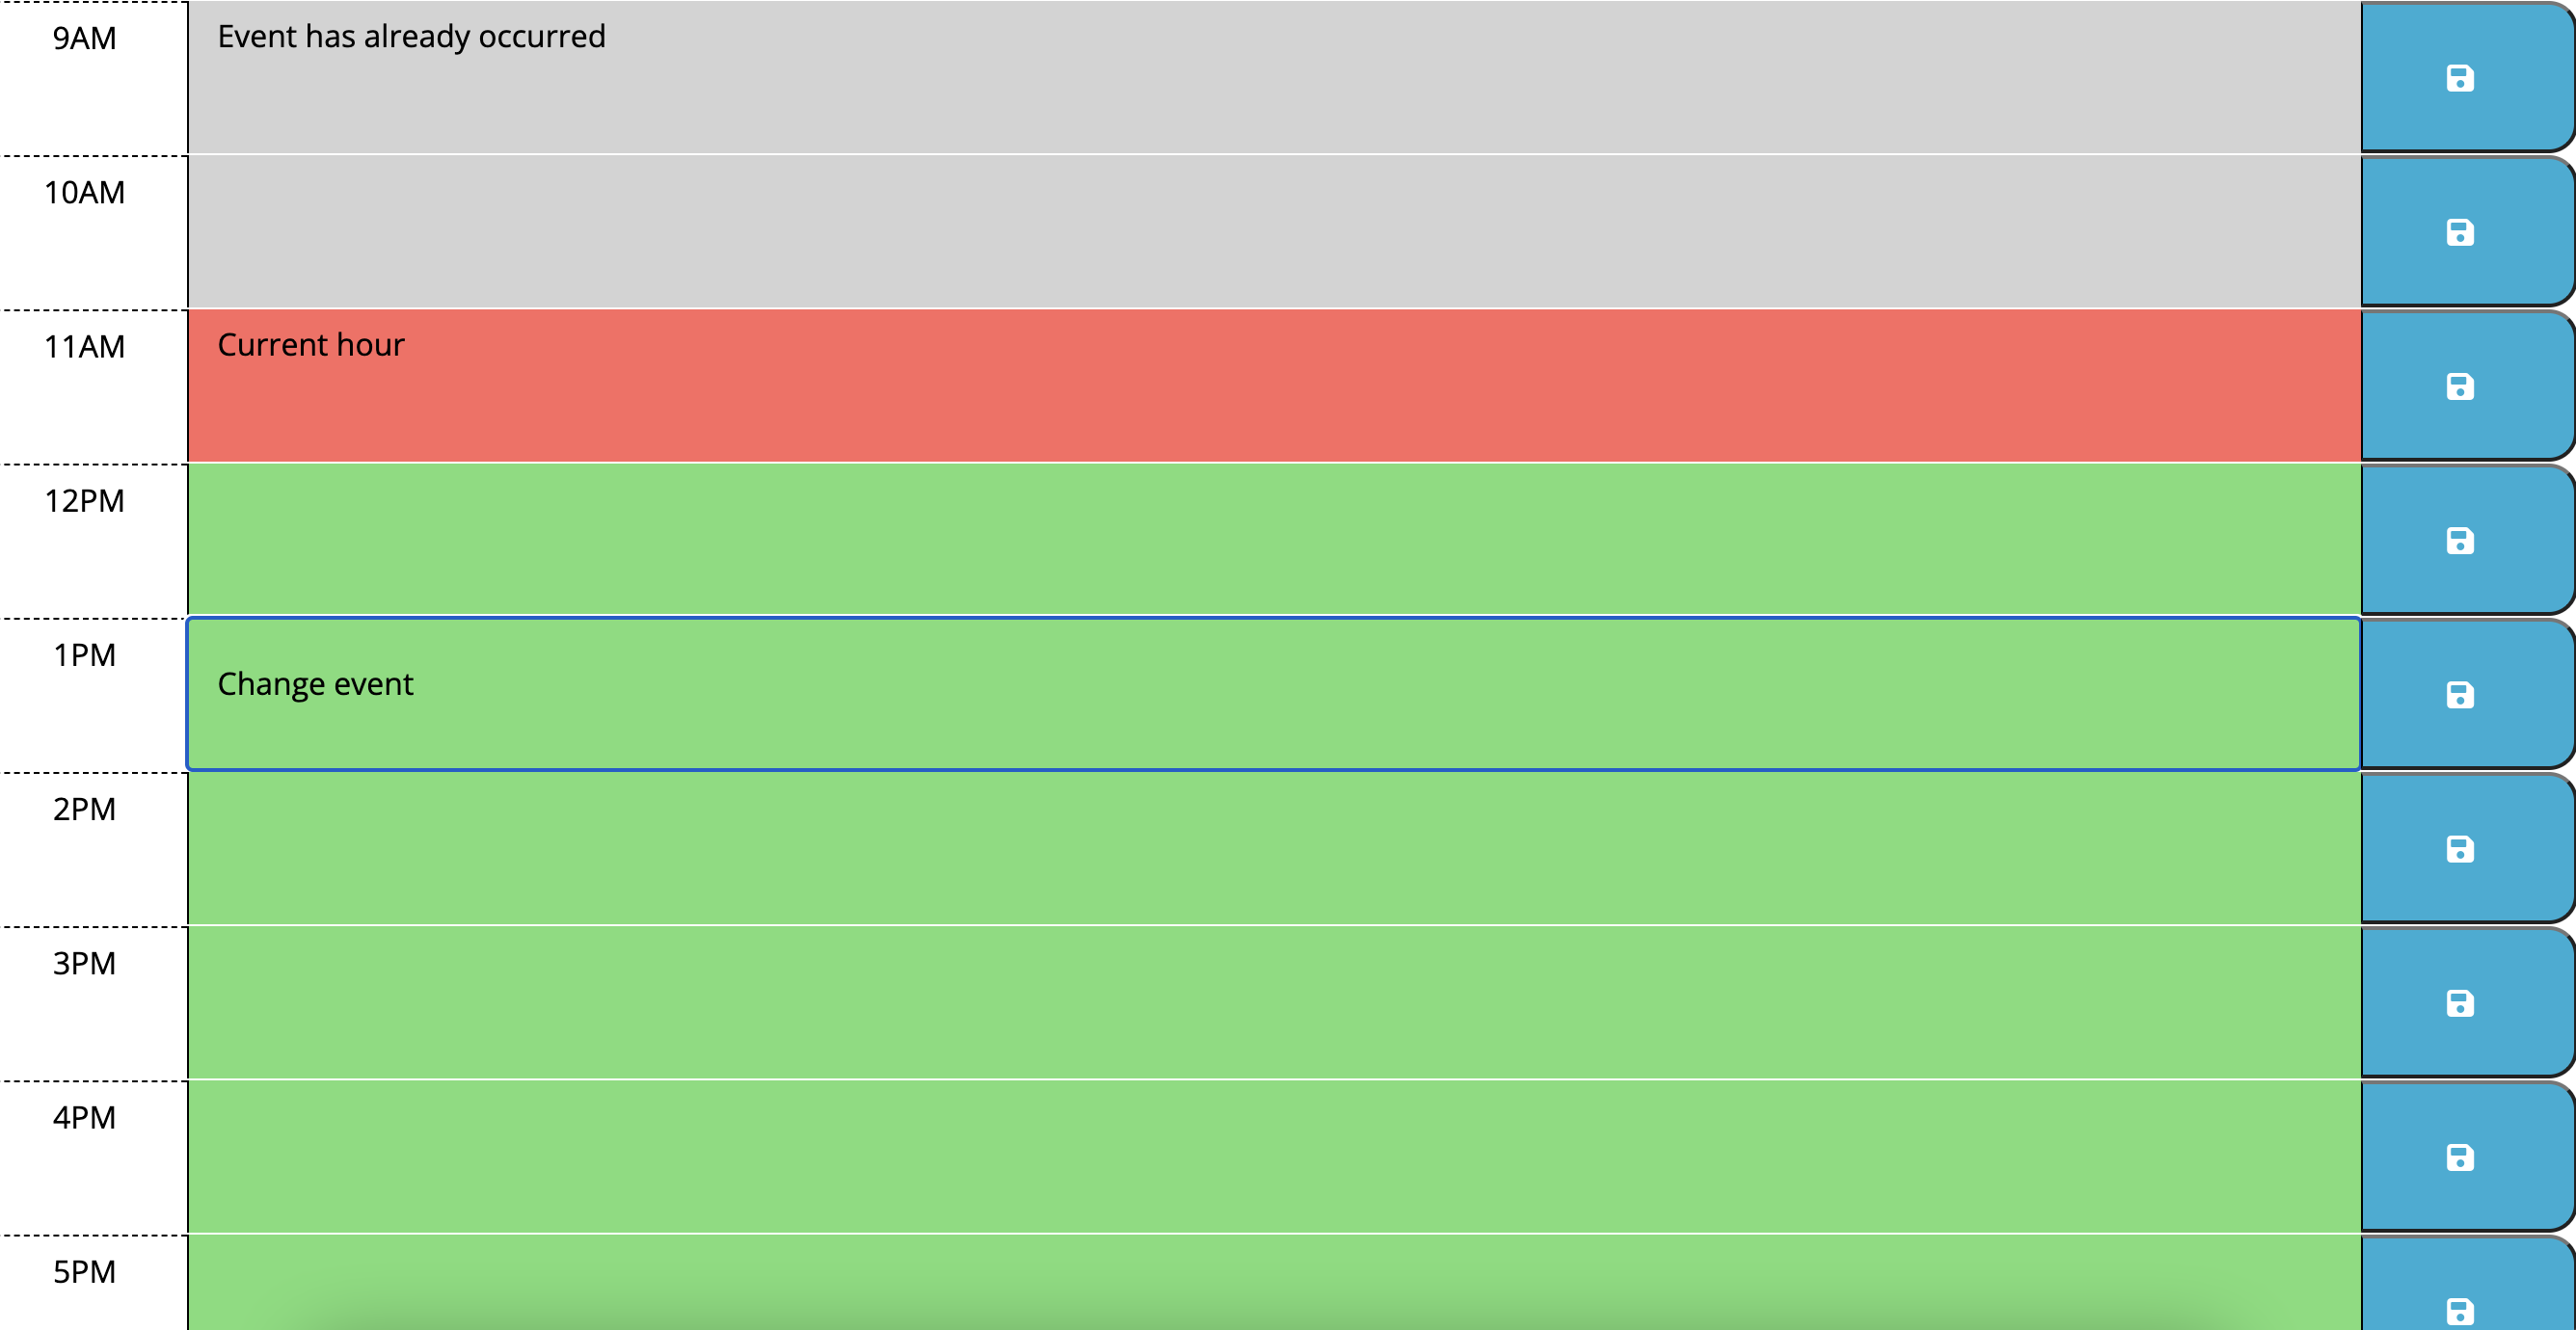 9AM
Event has already occurred
10AM
11AM
Current hour
12PM
1PM
Change event
2PM
3PM
4PM
5PM